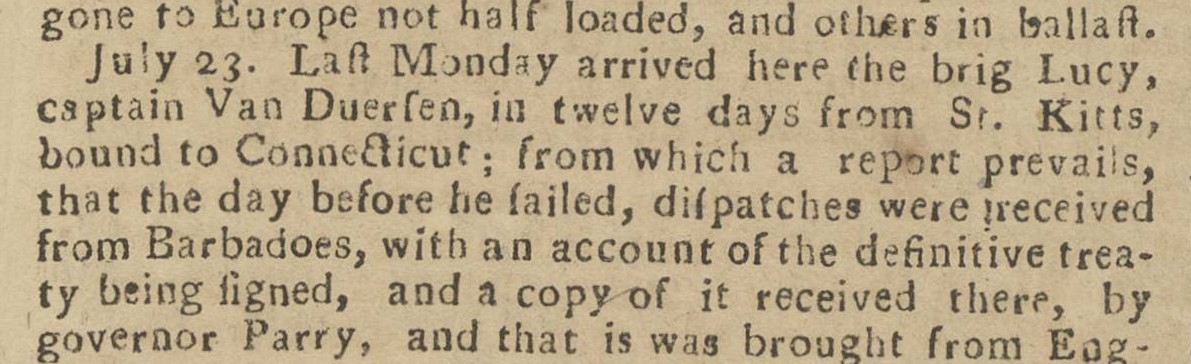 gone to Europe not half loaded, and others in ballaſt.
July 23. Laſt Monday arrived here the brig Lucy,
captain Van Duerſen, in twelve days from St. Kitts,
bound to Connecticut; from which a report prevails,
that the day before he ſailed, diſpatches were received
from Barbadoes, with an account of the definitive trea-
ty being ſigned, and a copy of it received there, by
governor Parry, and that is was brought from Eng-